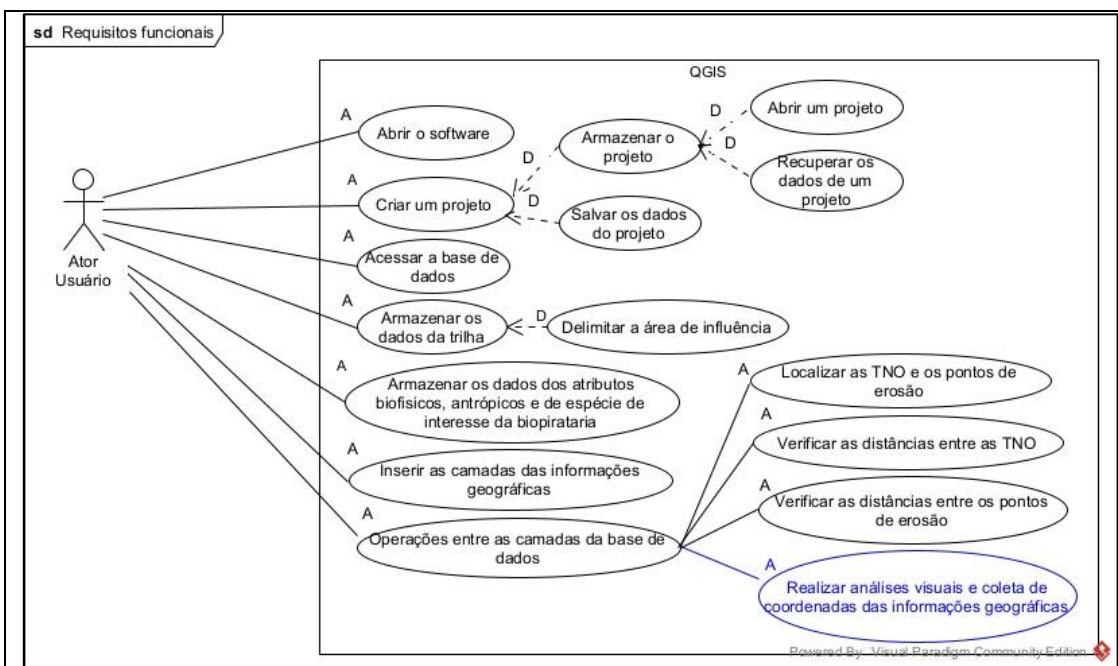 sd Requisitos funcionais
QGIS
A
Abrir o software
Armazenar o
projeto
D
Abrir um projeto
D
Recuperar os
dados de um
projeto
A
Criar um projeto
D
D
Salvar os dados
do projeto
Ator
Usuário
A
Acessar a base de
dados
A
Armazenar os
dados da trilha
D
Delimitar a área de influência
A
Armazenar os dados dos atributos
biofisicos, antrópicos e de espécie de
interesse da biopirataria
A
Inserir as camadas das informações
geográficas
A
Operações entre as camadas da base de
dados
A
Localizar as TNO e os pontos de
erosão
A
Verificar as distâncias entre as TNO
A
Verificar as distâncias entre os pontos
de erosão
A
Realizar análises visuais e coleta de
coordenadas das informações geográficas
Powered By Visual Paradigm Community Edition